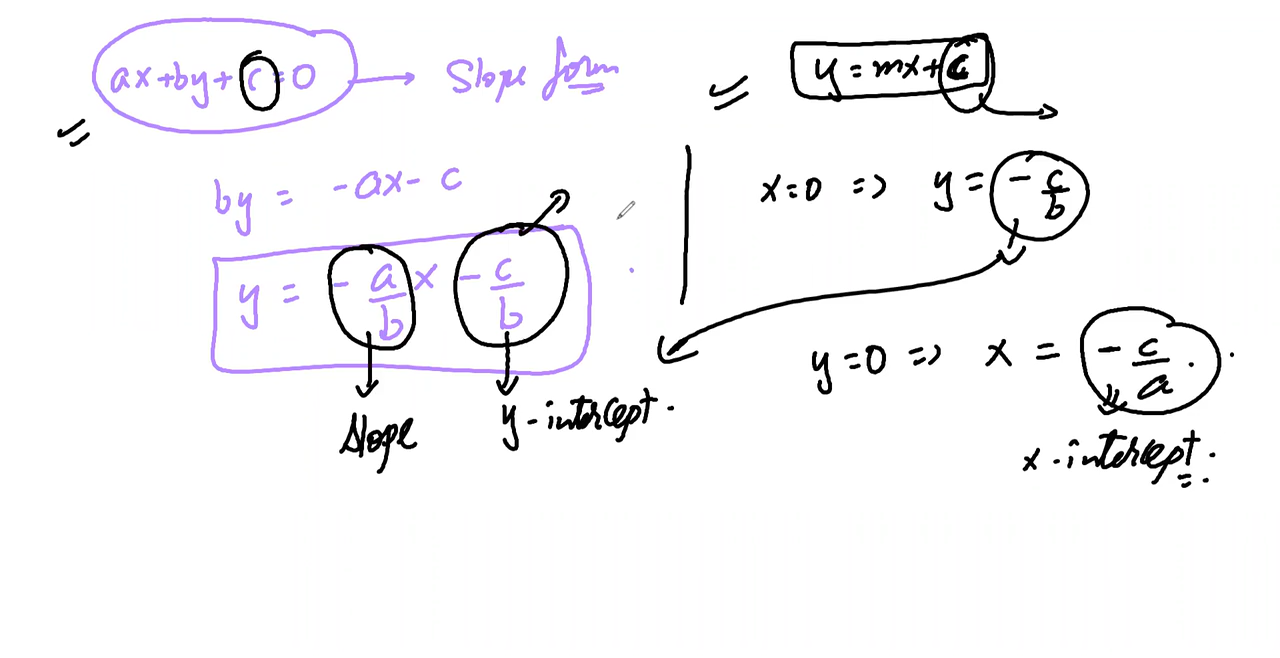 ax+by+c=0 → Slope form
by = -ax- c
y = - a/b x - c/b
Slope
y-intercept.
y=mx+c
x=0 => y= - c/b
y=0 => x = - c/a .
x-intercept.